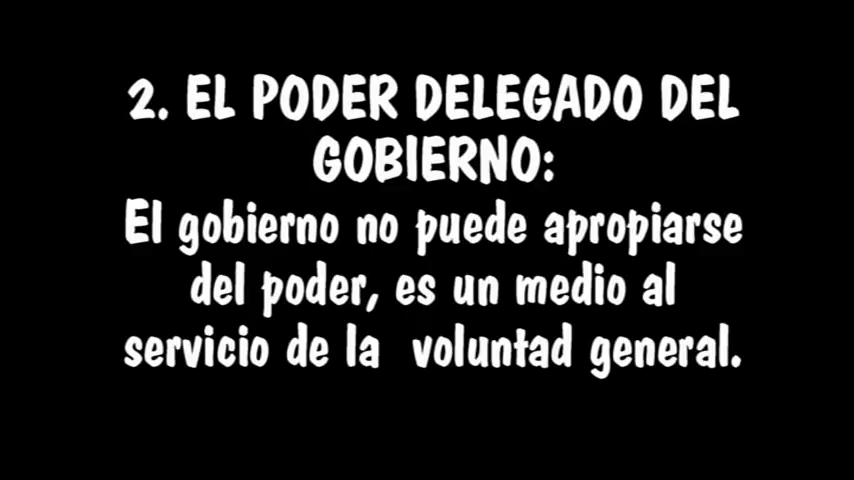 2. EL PODER DELEGADO DEL
GOBIERNO:
El gobierno no puede apropiarse
del poder, es un medio al
servicio de la voluntad general.